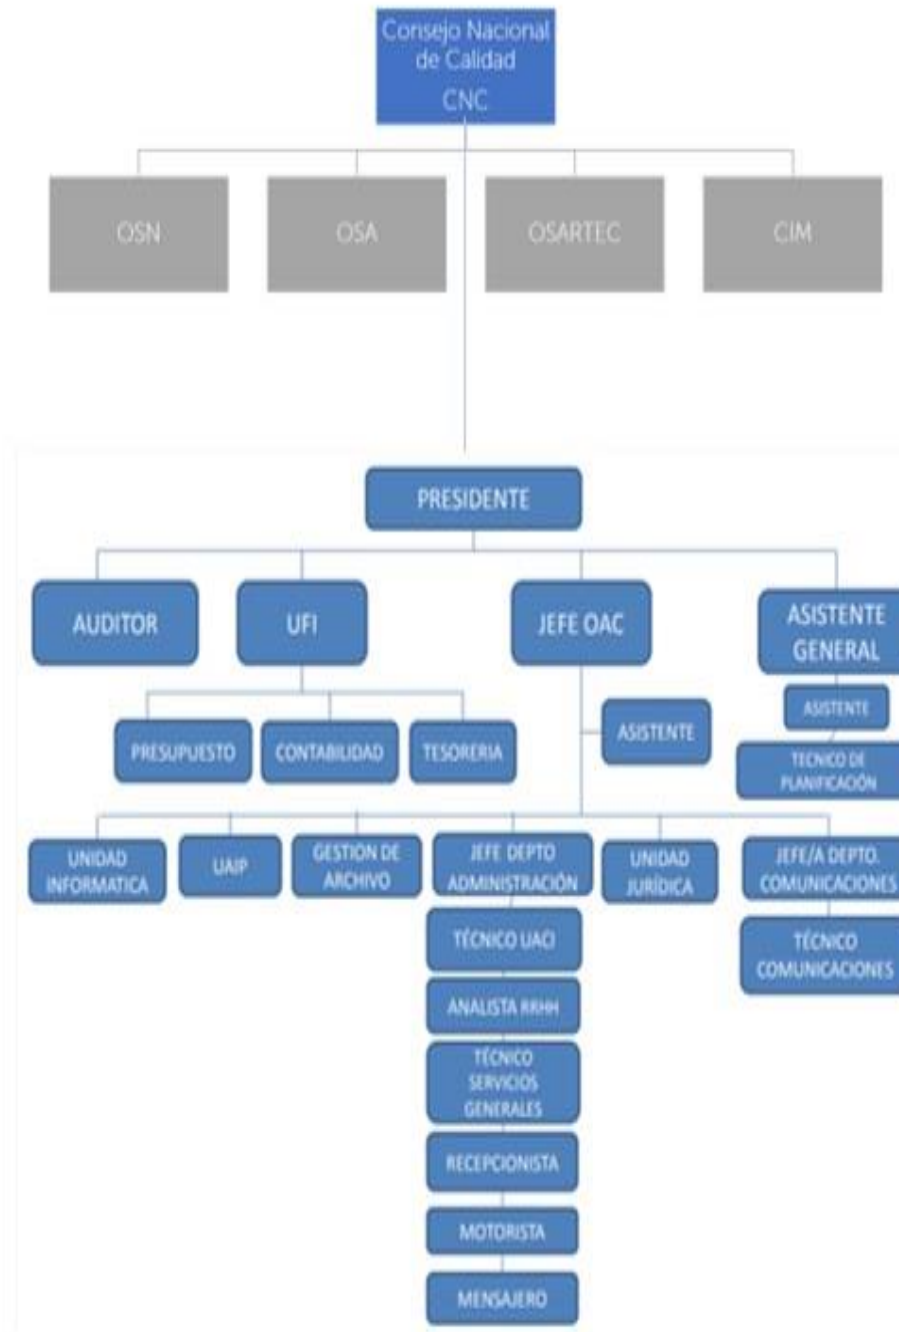 Consejo Nacional
de Calidad
CNC
OSN
OSA
OSARTEC
CIM
PRESIDENTE
AUDITOR
UFI
JEFE OAC
ASISTENTE
GENERAL
ASISTENTE
ASISTENTE
PRESUPUESTO
CONTABILIDAD
TESORERIA
TECNICO DE
PLANIFICACIÓN
UNIDAD
INFORMATICA
UAIP
GESTION DE
ARCHIVO
JEFE DEPTO
ADMINISTRACIÓN
UNIDAD
JURÍDICA
JEFE/A DEPTO.
COMUNICACIONES
TÉCNICO UACI
TÉCNICO
COMUNICACIONES
ANALISTA RRHH
TÉCNICO
SERVICIOS
GENERALES
RECEPCIONISTA
MOTORISTA
MENSAJERO